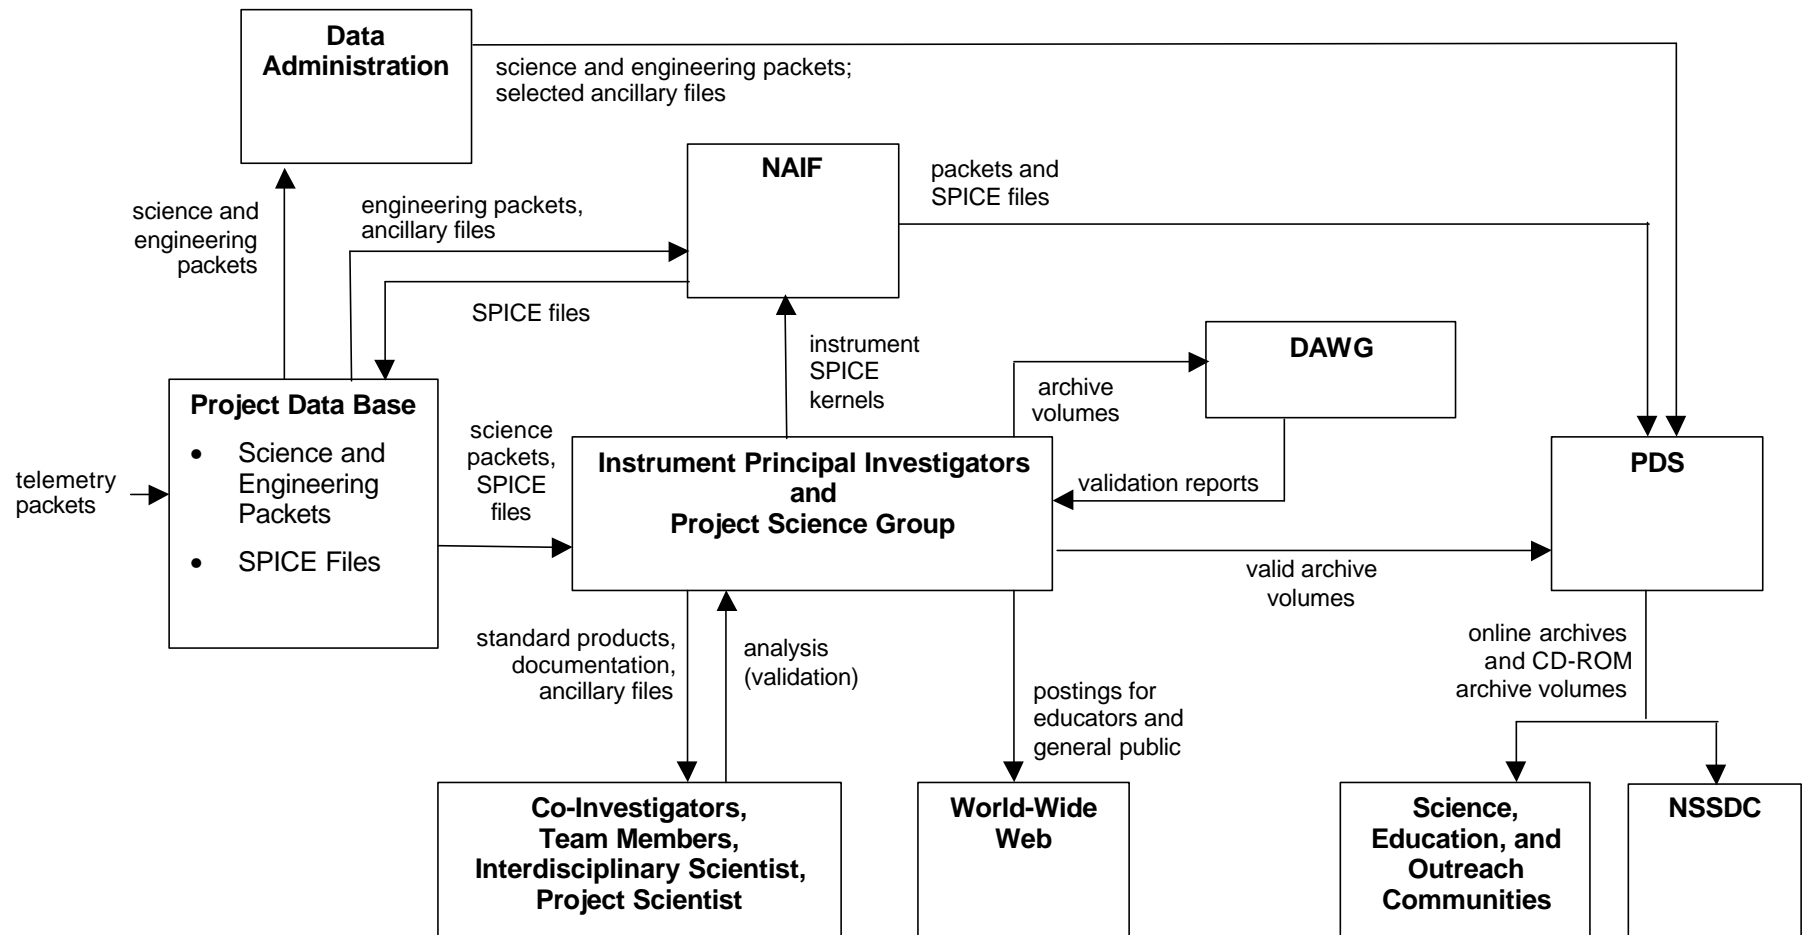 Data
Administration
science and engineering packets;
selected ancillary files
NAIF
packets and
SPICE files
science and
engineering
packets
engineering packets,
ancillary files
SPICE files
instrument
SPICE
kernels
DAWG
archive
volumes
Project Data Base
• Science and
Engineering
Packets
• SPICE Files
telemetry
packets
science
packets,
SPICE
files
Instrument Principal Investigators
and
Project Science Group
validation reports
PDS
valid archive
volumes
standard products,
documentation,
ancillary files
analysis
(validation)
postings for
educators and
general public
online archives
and CD-ROM
archive volumes
Co-Investigators,
Team Members,
Interdisciplinary Scientist,
Project Scientist
World-Wide
Web
Science,
Education, and
Outreach
Communities
NSSDC